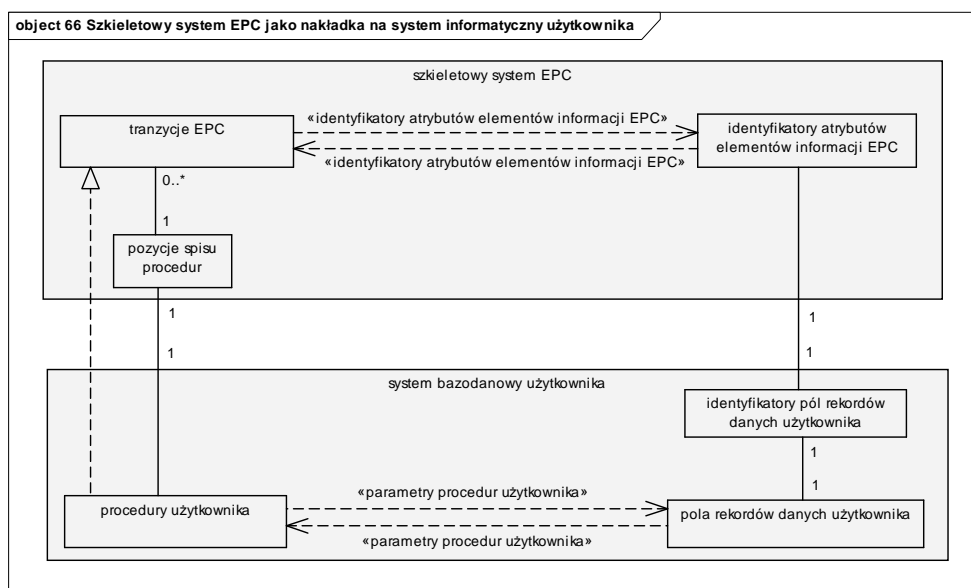 object 66 Szkieletowy system EPC jako nakładka na system informatyczny użytkownika
szkieletowy system EPC
tranzycje EPC
«identyfikatory atrybutów elementów informacji EPC»
«identyfikatory atrybutów elementów informacji EPC»
identyfikatory atrybutów
elementów informacji EPC
0..*
1
pozycje spisu
procedur
1
1
1
1
system bazodanowy użytkownika
identyfikatory pól rekordów
danych użytkownika
1
1
procedury użytkownika
«parametry procedur użytkownika»
«parametry procedur użytkownika»
pola rekordów danych użytkownika